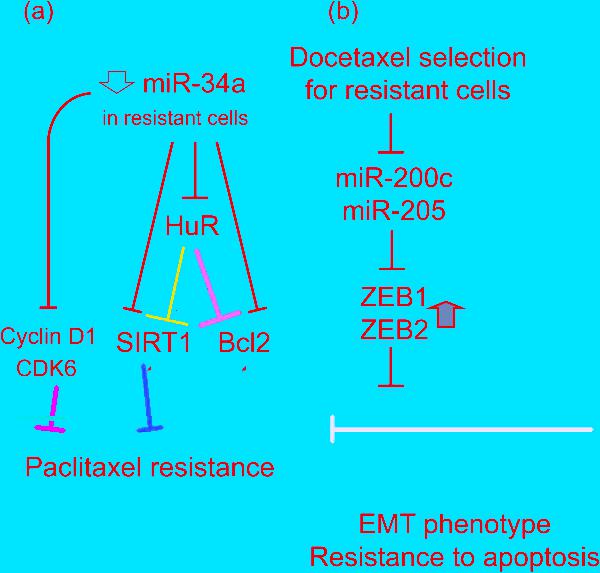 (a)
miR-34a
in resistant cells
HuR
Cyclin D1
CDK6
SIRT1
Bcl2
Paclitaxel resistance
(b)
Docetaxel selection
for resistant cells
miR-200c
miR-205
ZEB1
ZEB2
EMT phenotype
Resistance to apoptosis